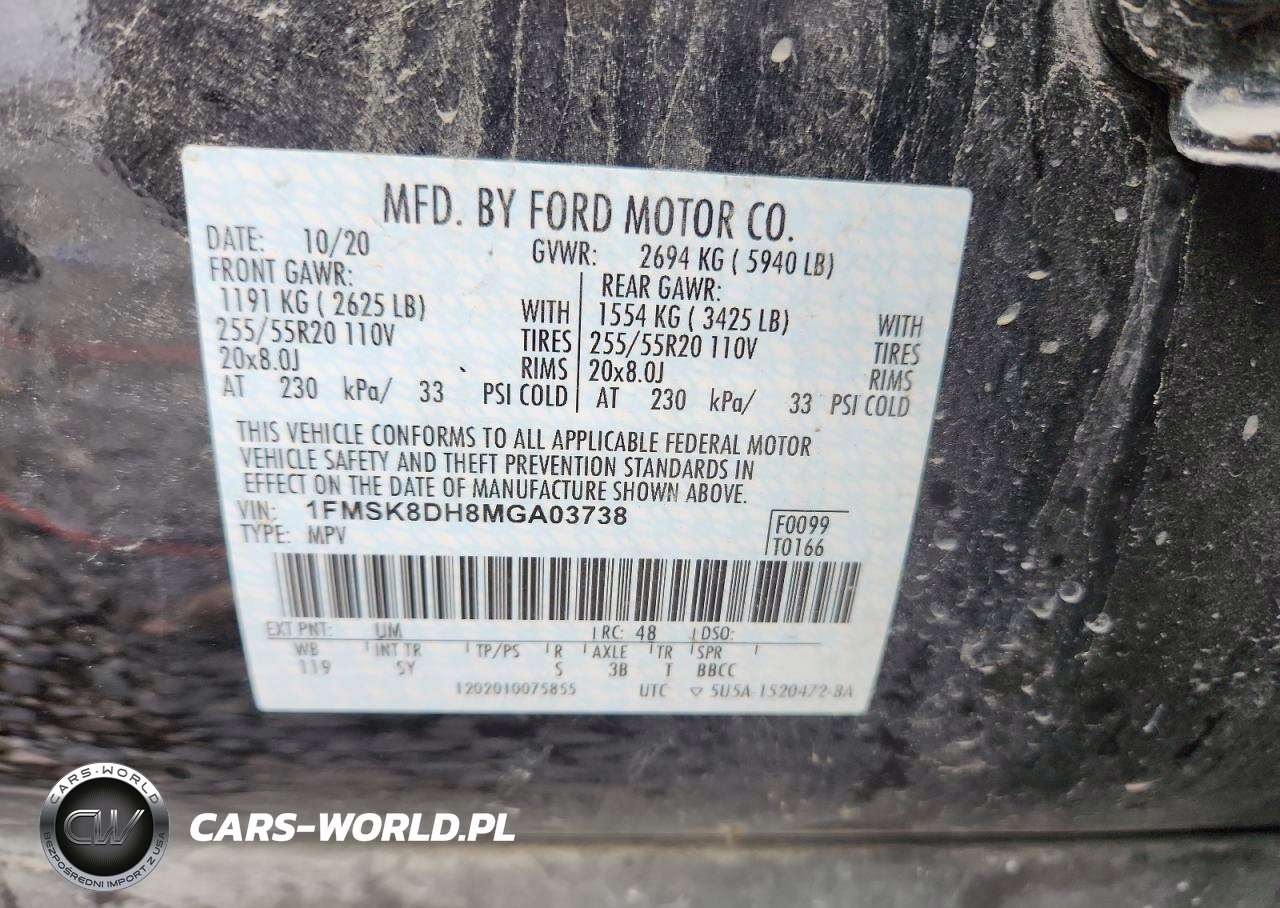 MFD. BY FORD MOTOR CO.
DATE: 10/20 GVWR: 2694 KG ( 5940 LB)
FRONT GAWR: REAR GAWR:
1191 KG ( 2625 LB) WITH 1554 KG ( 3425 LB) WITH
255/55R20 110V TIRES 255/55R20 110V TIRES
20x8.0J RIMS 20x8.0J RIMS
AT 230 kPa/ 33 PSI COLD AT 230 kPa/ 33 PSI COLD
THIS VEHICLE CONFORMS TO ALL APPLICABLE FEDERAL MOTOR
VEHICLE SAFETY AND THEFT PREVENTION STANDARDS IN
EFFECT ON THE DATE OF MANUFACTURE SHOWN ABOVE.
VIN: 1FMSK8DH8MGA03738
TYPE: MPV
F0099
T0166
EXT PNT: UM RC: 48 DSO:
WB INT TR TP/PS R AXLE TR SPR
119 SY S 3B T BBCC
1202010075855 UTC ▽ 5U5A-1520472-BA
CARS-WORLD
CW
BEZPOŚREDNI IMPORT Z USA
CARS-WORLD.PL